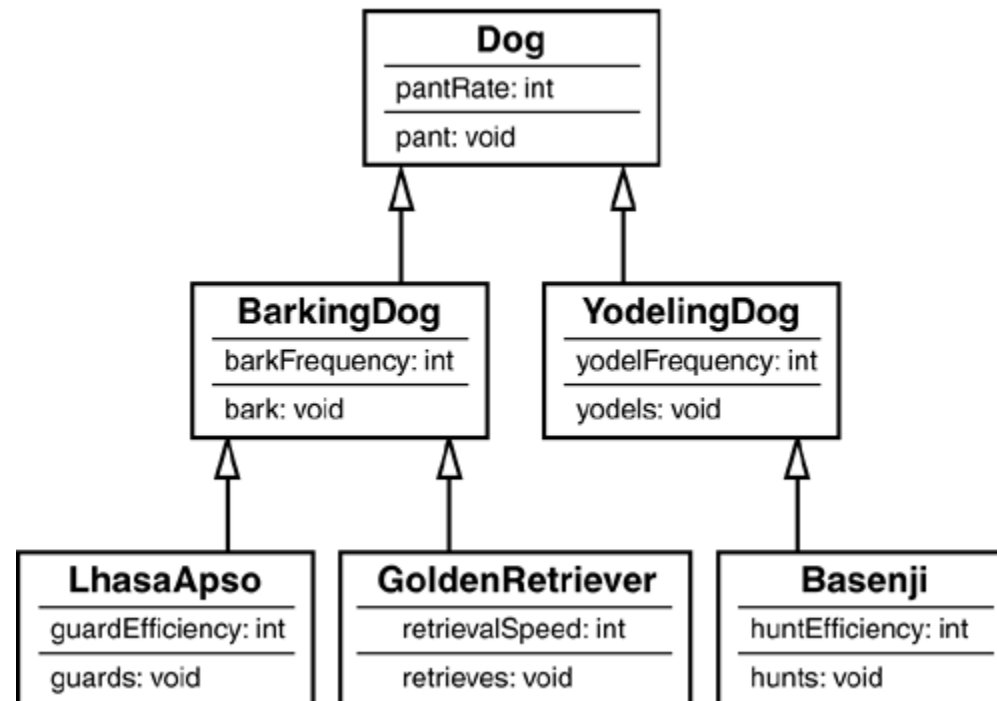 Dog
pantRate: int
pant: void
BarkingDog
barkFrequency: int
bark: void
YodelingDog
yodelFrequency: int
yodels: void
LhasaApso
guardEfficiency: int
guards: void
GoldenRetriever
retrievalSpeed: int
retrieves: void
Basenji
huntEfficiency: int
hunts: void